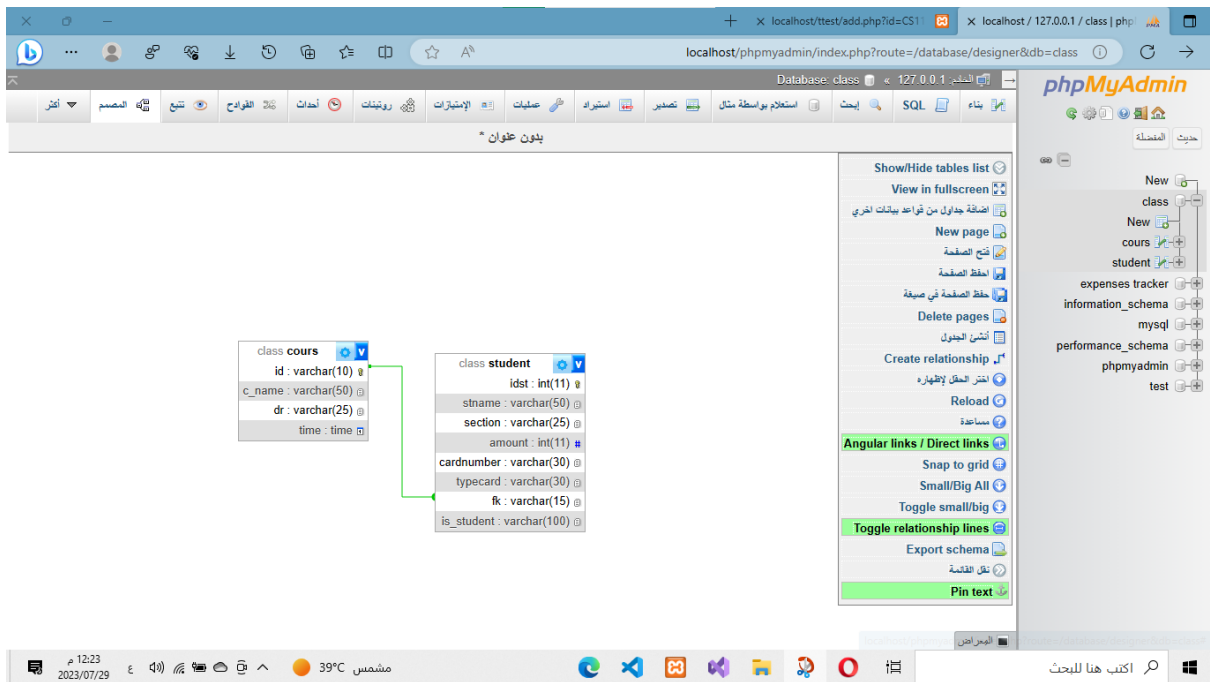 localhost/ttest/add.php?id=CS11
localhost / 127.0.0.1 / class | php
localhost/phpmyadmin/index.php?route=/database/designer&db=class
phpMyAdmin
الخادم: 127.0.0.1 » Database: class
بناء
SQL
إبحث
استعلام بواسطة مثال
تصدير
استيراد
عمليات
الإمتيازات
روتينات
أحداث
القوادح
تتبع
المصمم
أكثر
حديث
المفضلة
بدون عنوان *
New
class
New
cours
student
expenses tracker
information_schema
mysql
performance_schema
phpmyadmin
test
Show/Hide tables list
View in fullscreen
اضافة جداول من قواعد بيانات اخري
New page
فتح الصفحة
احفظ الصفحة
حفظ الصفحة في صيغة
Delete pages
أنشئ الجدول
Create relationship
اختر الحقل لإظهاره
Reload
مساعدة
Angular links / Direct links
Snap to grid
Small/Big All
Toggle small/big
Toggle relationship lines
Export schema
نقل القائمة
Pin text
class cours
id : varchar(10)
c_name : varchar(50)
dr : varchar(25)
time : time
class student
idst : int(11)
stname : varchar(50)
section : varchar(25)
amount : int(11)
cardnumber : varchar(30)
typecard : varchar(30)
fk : varchar(15)
is_student : varchar(100)
المعراض
اكتب هنا للبحث
مشمس 39°C
ع
12:23 م
2023/07/29